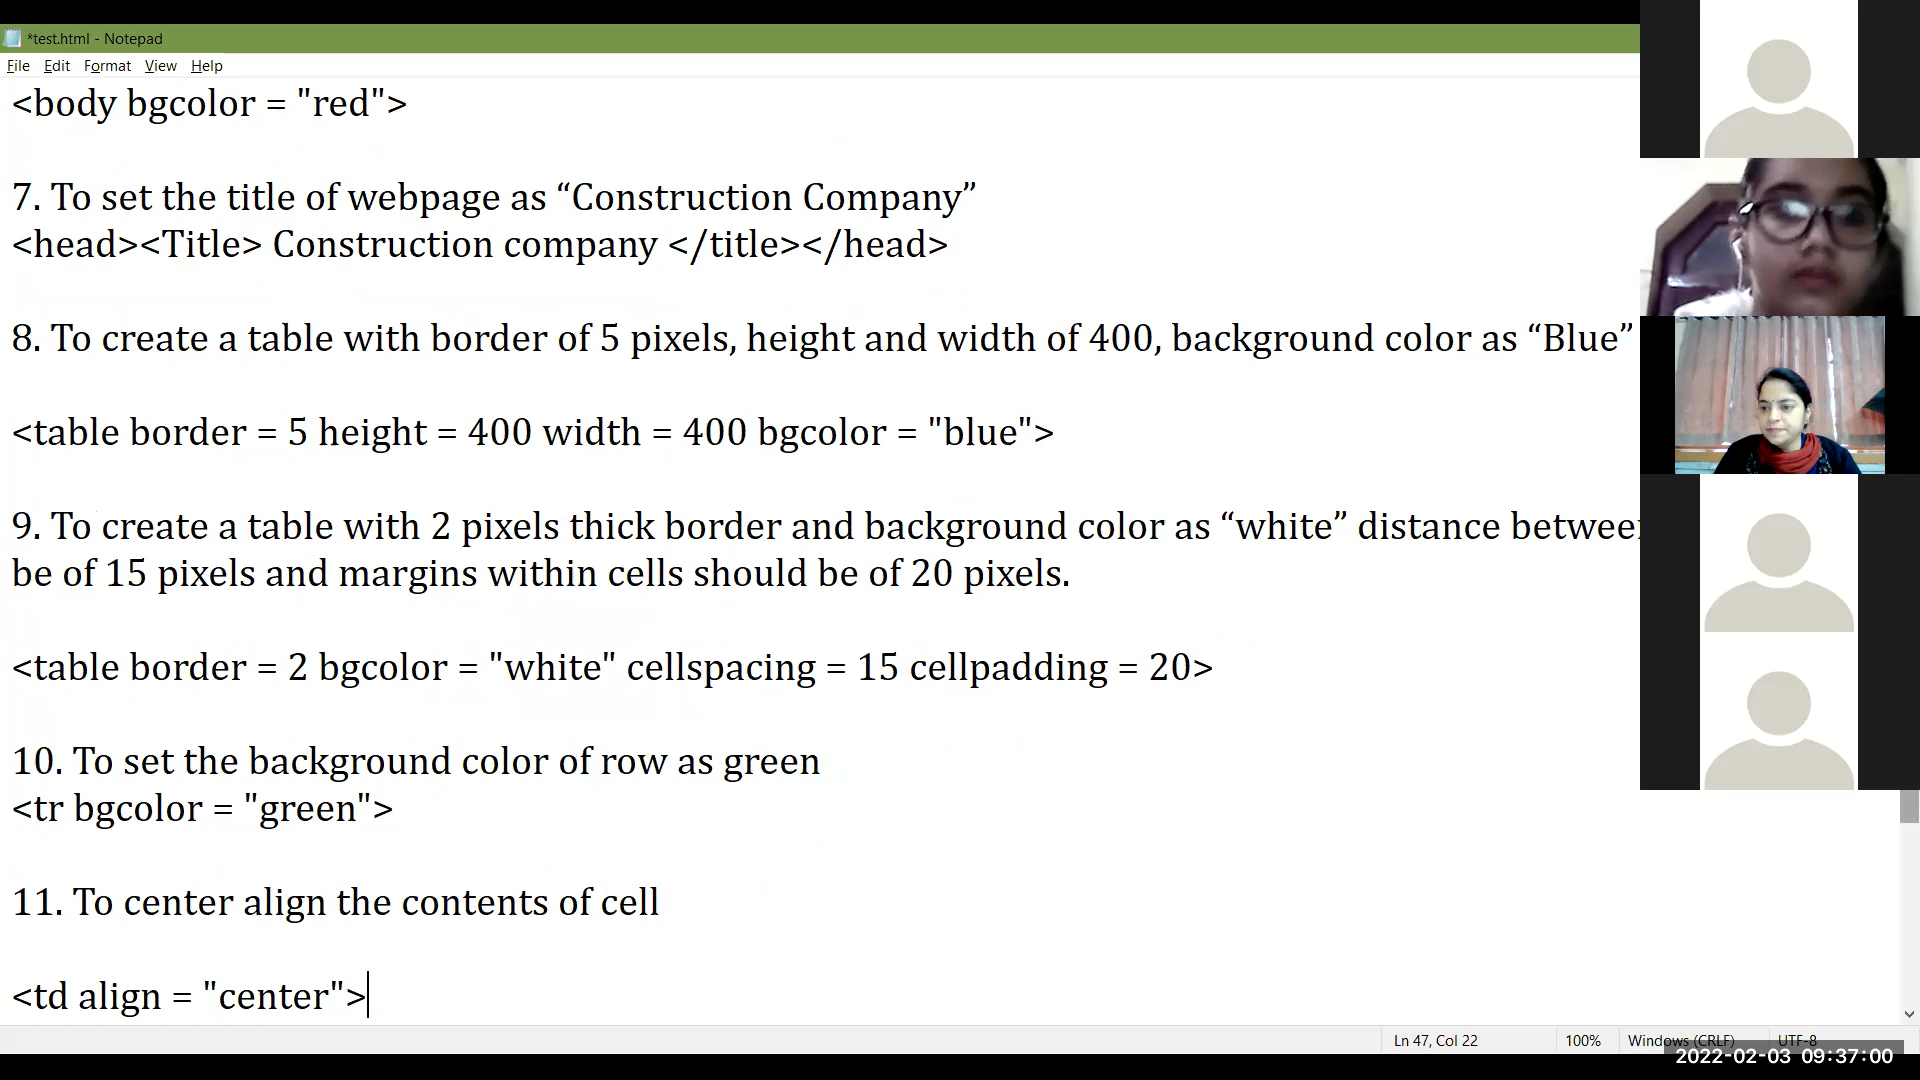 *test.html - Notepad
File Edit Format View Help
<body bgcolor = "red">
7. To set the title of webpage as “Construction Company”
<head><Title> Construction company </title></head>
8. To create a table with border of 5 pixels, height and width of 400, background color as “Blue”
<table border = 5 height = 400 width = 400 bgcolor = "blue">
9. To create a table with 2 pixels thick border and background color as “white” distance between
be of 15 pixels and margins within cells should be of 20 pixels.
<table border = 2 bgcolor = "white" cellspacing = 15 cellpadding = 20>
10. To set the background color of row as green
<tr bgcolor = "green">
11. To center align the contents of cell
<td align = "center">
Ln 47, Col 22 100% Windows (CRLF) UTF-8
2022-02-03 09:37:00